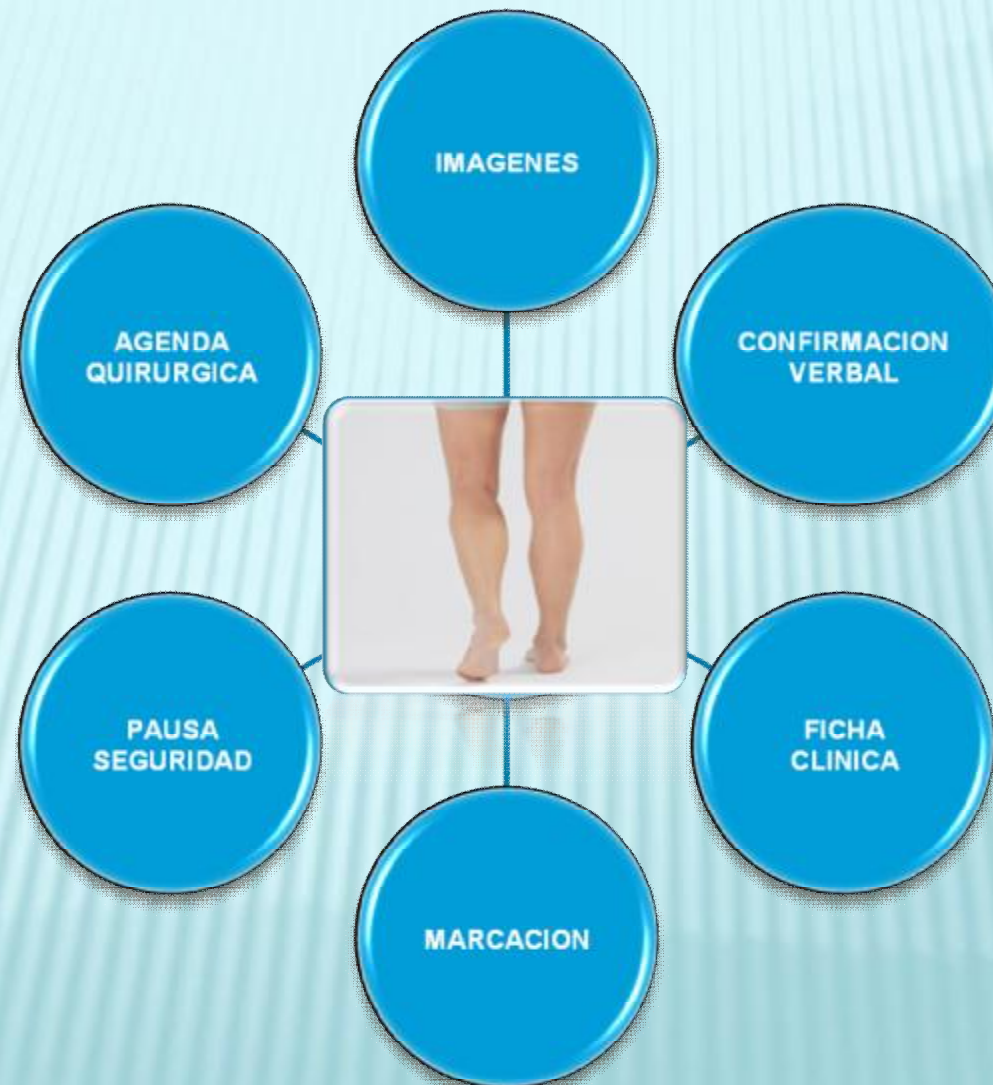 IMAGENES
AGENDA
QUIRURGICA
CONFIRMACION
VERBAL
PAUSA
SEGURIDAD
FICHA
CLINICA
MARCACION